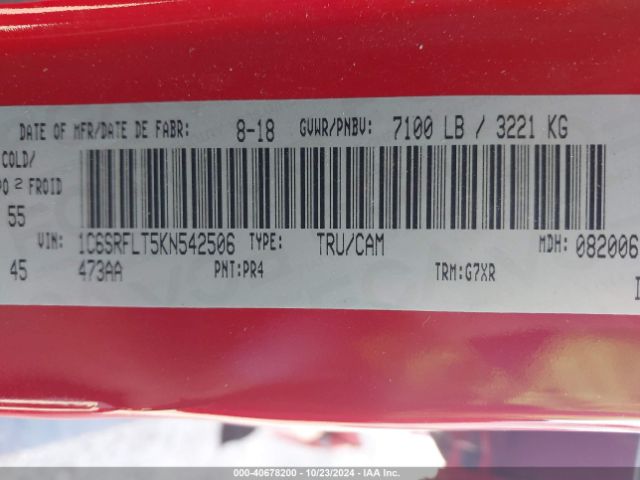 DATE OF MFR/DATE DE FABR: 8-18 GVWR/PNBV: 7100 LB / 3221 KG
COLD/
2 FROID
55
VIN: 1C6SRFLT5KN542506 TYPE: TRU/CAM MDH: 082006
45 473AA PNT:PR4 TRM:G7XR
000-40678200 | 10/23/2024 | IAA Inc.